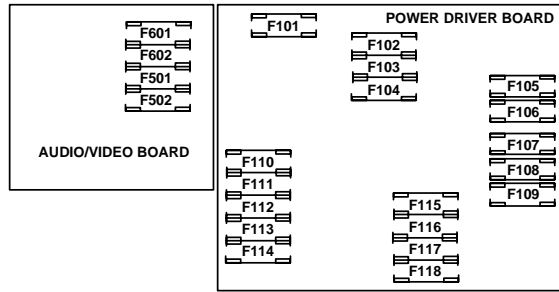 F601
F602
F501
F502
AUDIO/VIDEO BOARD
POWER DRIVER BOARD
F101
F102
F103
F104
F105
F106
F107
F108
F109
F110
F111
F112
F113
F114
F115
F116
F117
F118